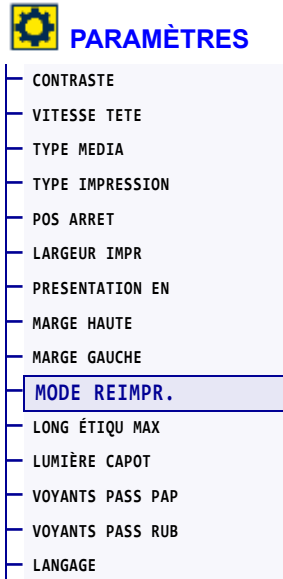 PARAMÈTRES
CONTRASTE
VITESSE TETE
TYPE MEDIA
TYPE IMPRESSION
POS ARRET
LARGEUR IMPR
PRESENTATION EN
MARGE HAUTE
MARGE GAUCHE
MODE REIMPR.
LONG ÉTIQU MAX
LUMIÈRE CAPOT
VOYANTS PASS PAP
VOYANTS PASS RUB
LANGAGE